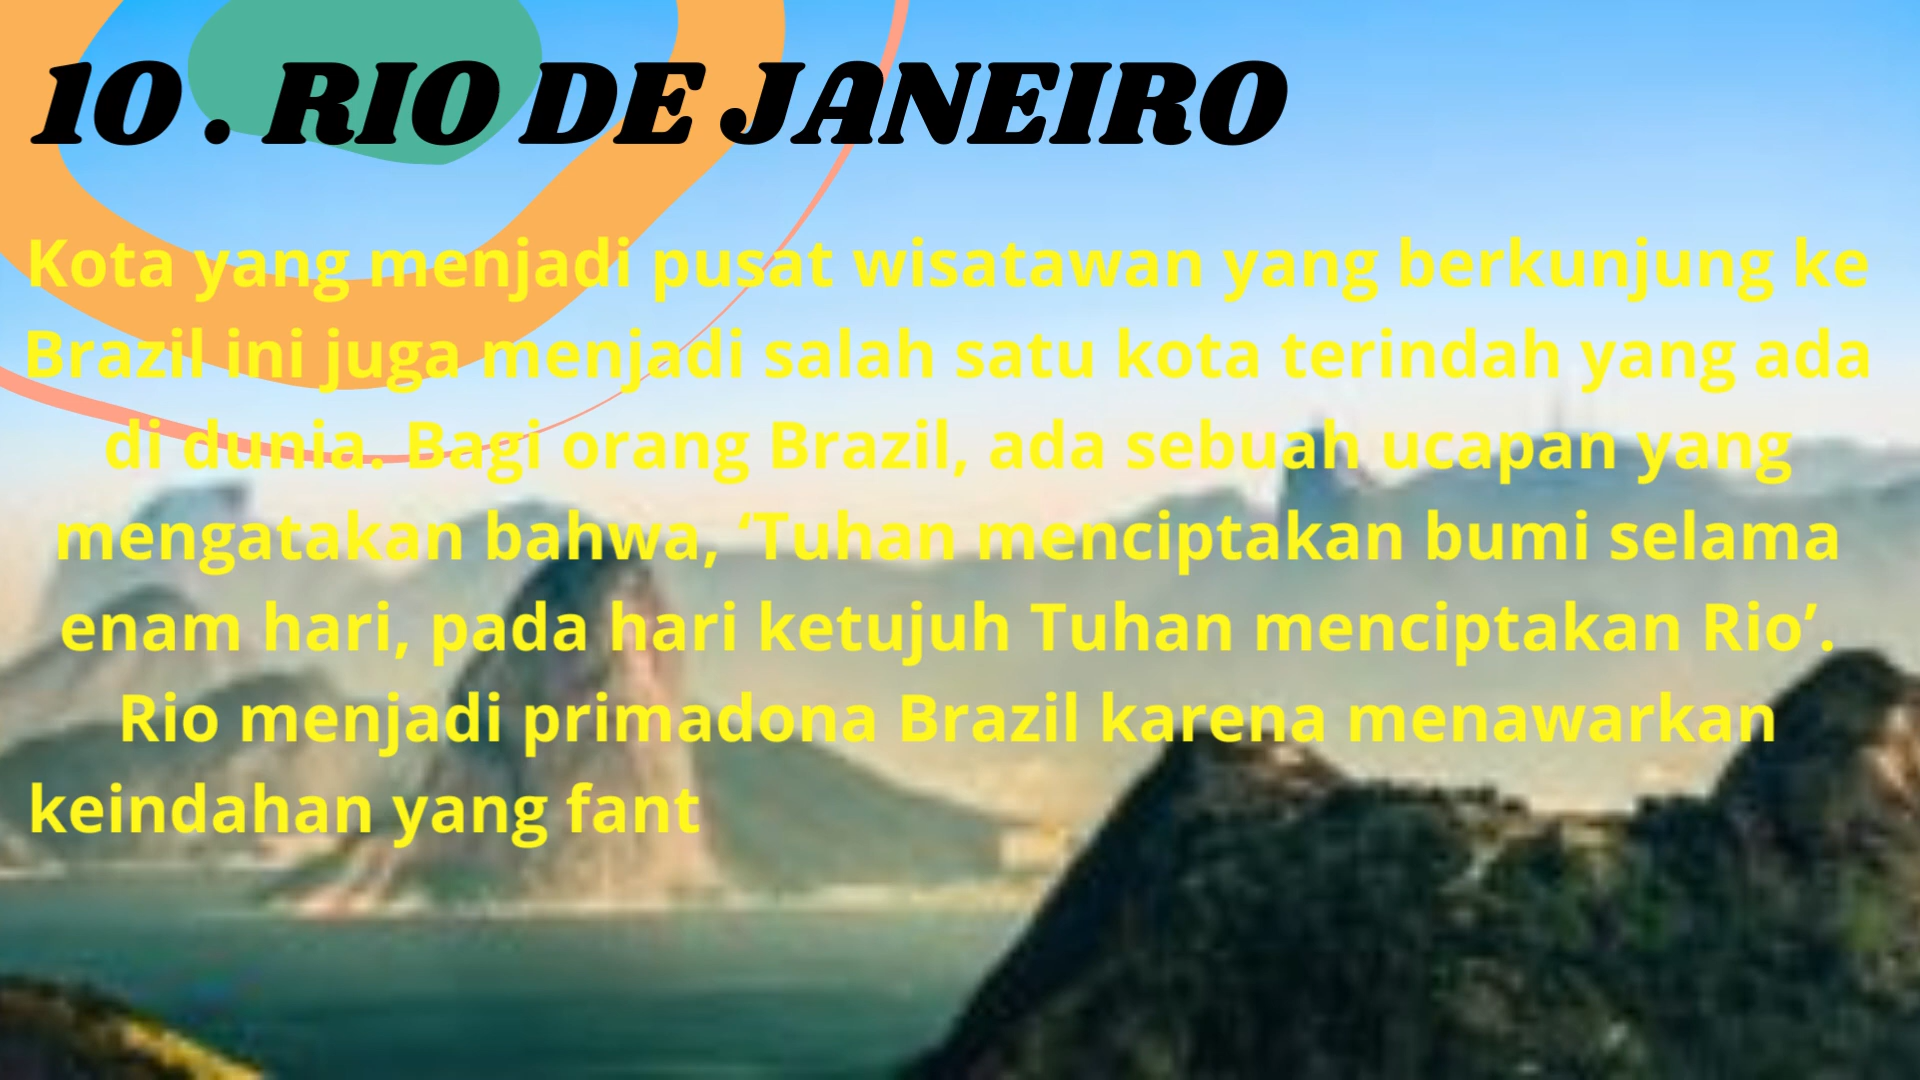 10 . RIO DE JANEIRO
Kota yang menjadi pusat wisatawan yang berkunjung ke
Brazil ini juga menjadi salah satu kota terindah yang ada
di dunia. Bagi orang Brazil, ada sebuah ucapan yang
mengatakan bahwa, ‘Tuhan menciptakan bumi selama
enam hari, pada hari ketujuh Tuhan menciptakan Rio’.
Rio menjadi primadona Brazil karena menawarkan
keindahan yang fant